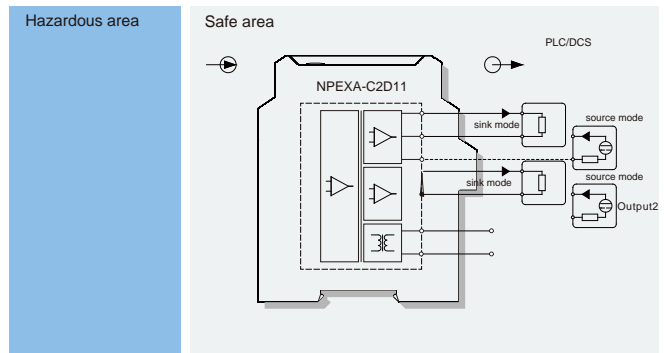 Hazardous area
Safe area
PLC/DCS
NPEXA-C2D11
sink mode
source mode
sink mode
source mode
Output2